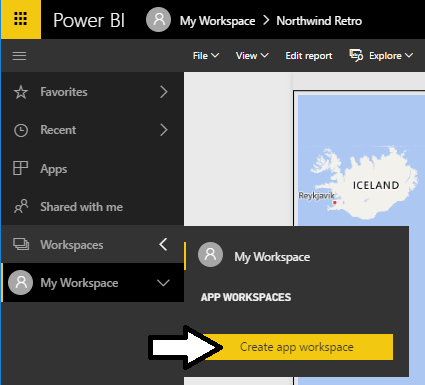 Power BI
My Workspace > Northwind Retro
File
View
Edit report
Explore
Favorites
Recent
Apps
Shared with me
Workspaces
My Workspace
My Workspace
APP WORKSPACES
Create app workspace
ICELAND
Reykjavik